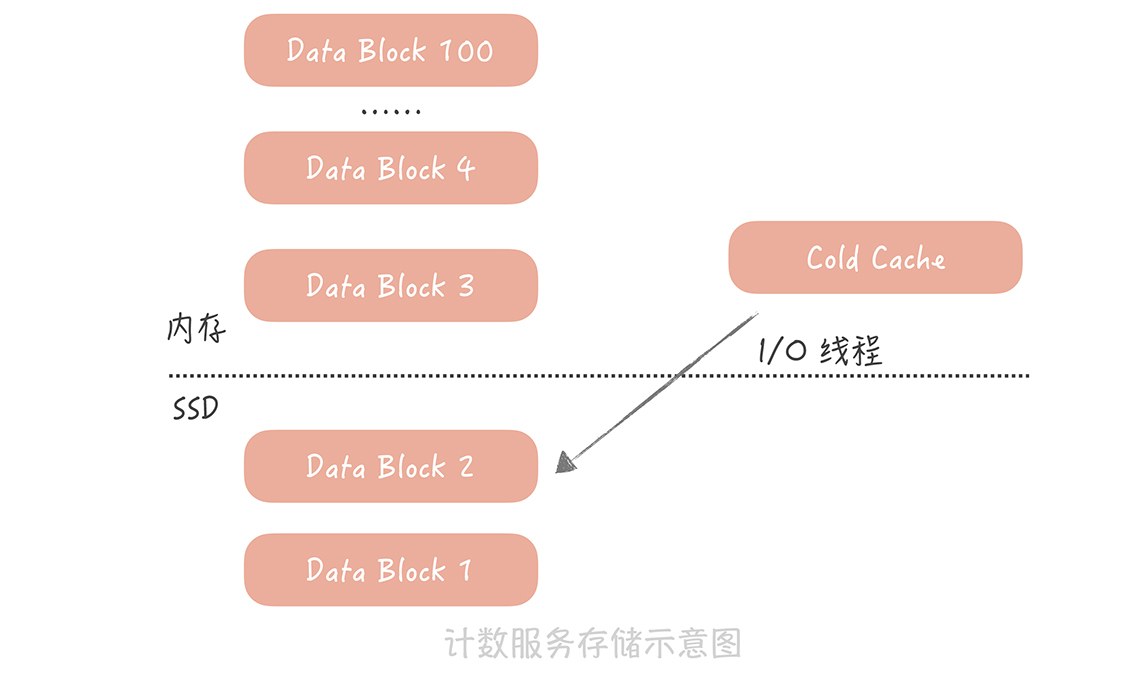 Data Block 100
......
Data Block 4
Data Block 3
Cold Cache
内存
I/O 线程
SSD
Data Block 2
Data Block 1
计数服务存储示意图